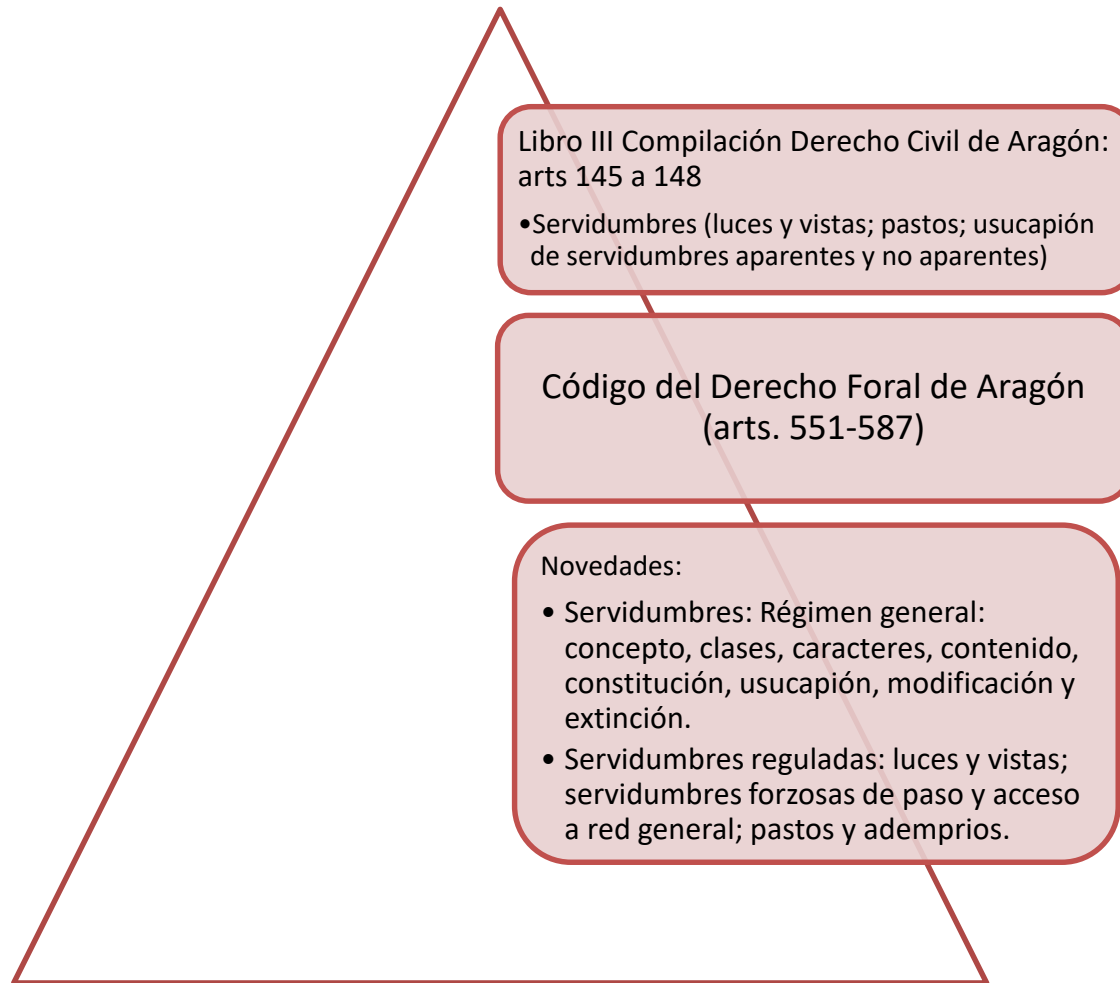 Libro III Compilación Derecho Civil de Aragón:
arts 145 a 148
•Servidumbres (luces y vistas; pastos; usucapión
de servidumbres aparentes y no aparentes)
Código del Derecho Foral de Aragón
(arts. 551-587)
Novedades:
• Servidumbres: Régimen general:
concepto, clases, caracteres, contenido,
constitución, usucapión, modificación y
extinción.
• Servidumbres reguladas: luces y vistas;
servidumbres forzosas de paso y acceso
a red general; pastos y ademprios.